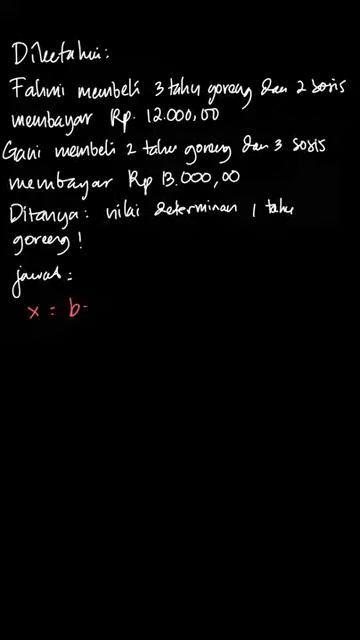 Diketahui:
Fahmi membeli 3 tahu goreng dan 2 sosis
membayar Rp. 12.000,00
Gani membeli 2 tahu goreng dan 3 sosis
membayar Rp 13.000,00
Ditanya: nilai determinan 1 tahu
goreng!
jawab:
x = b-